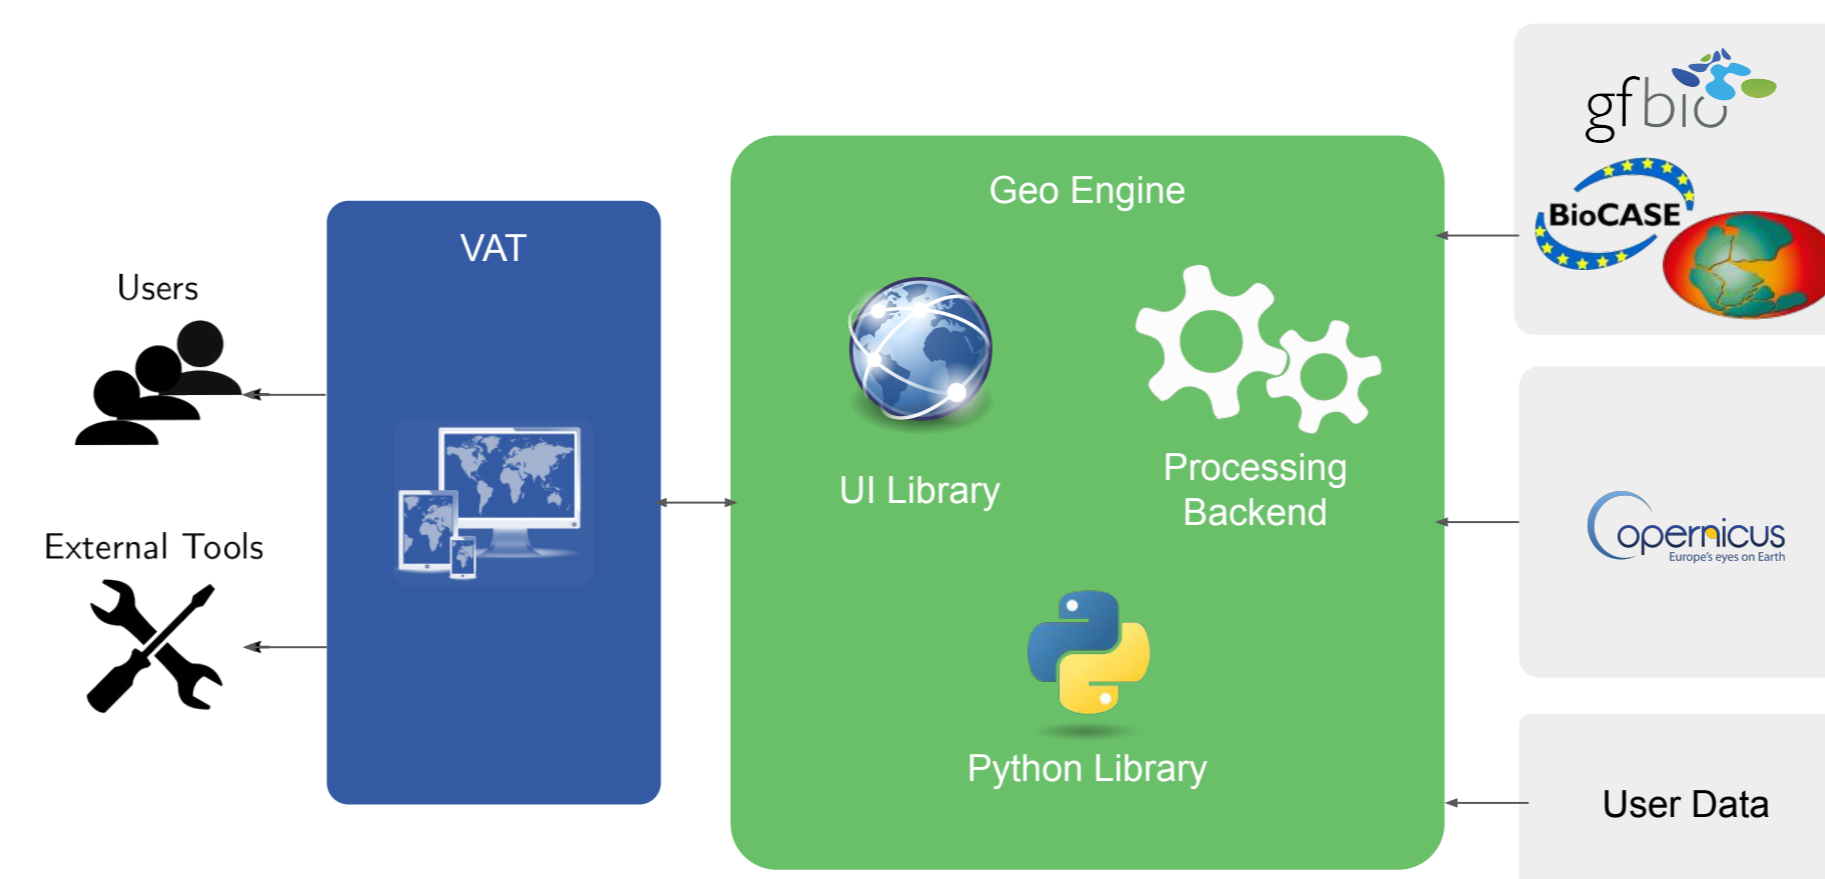 gfbio
BioCASE
Geo Engine
VAT
Users
UI Library
Processing
Backend
External Tools
Copernicus
Europe's eyes on Earth
Python Library
User Data